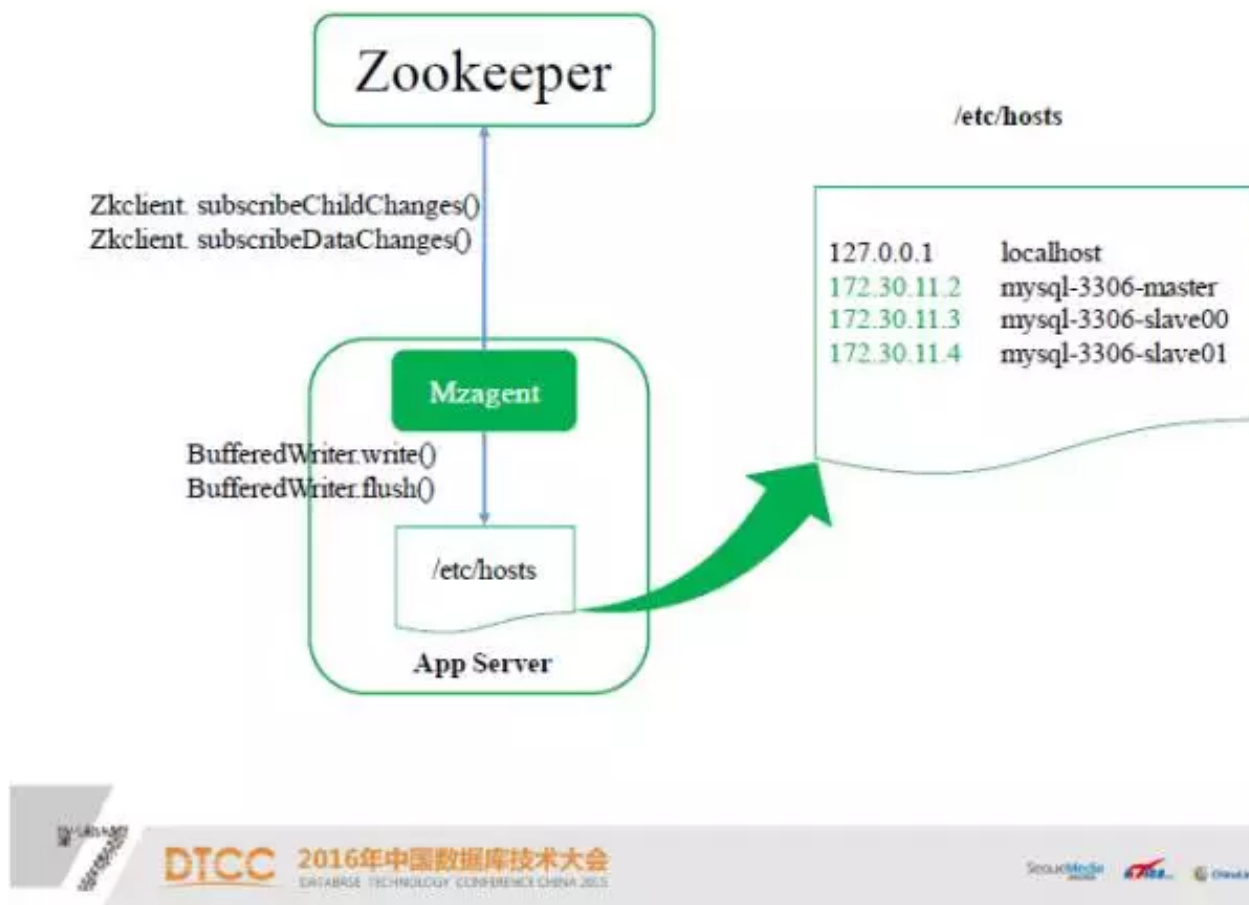 Zookeeper
/etc/hosts
Zkclient. subscribeChildChanges()
Zkclient. subscribeDataChanges()
127.0.0.1 localhost
172.30.11.2 mysql-3306-master
172.30.11.3 mysql-3306-slave00
172.30.11.4 mysql-3306-slave01
Mzagent
BufferedWriter.write()
BufferedWriter.flush()
/etc/hosts
App Server
DTCC
2016年中国数据库技术大会
DATABASE TECHNOLOGY CONFERENCE CHINA 2015
SequeMedia